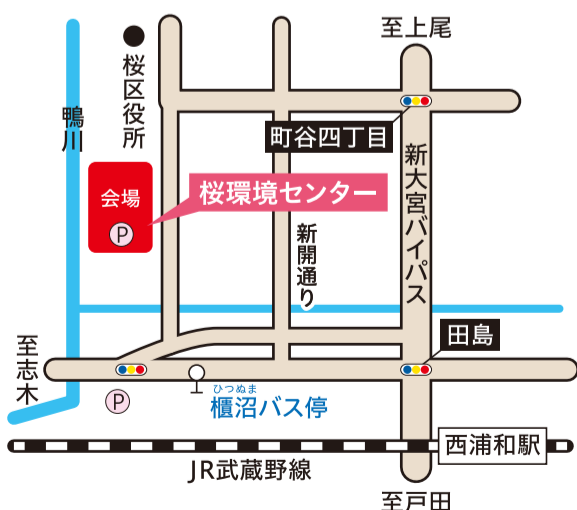 至上尾
桜区役所
鴨川
町谷四丁目
会場
P
桜環境センター
新大宮バイパス
新開通り
田島
至志木
P
ひつぬま
櫃沼バス停
西浦和駅
JR武蔵野線
至戸田